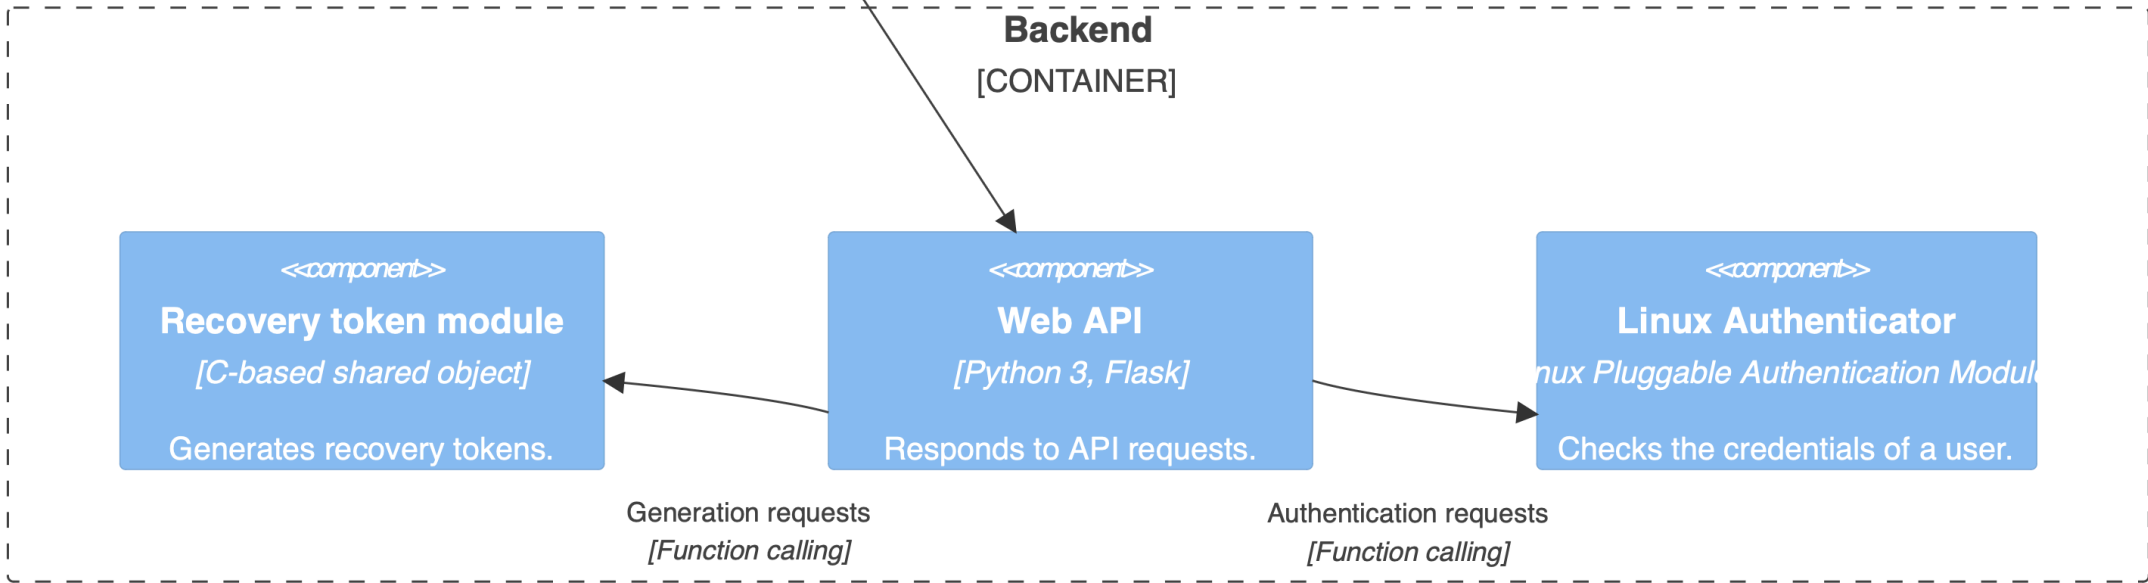 Backend
[CONTAINER]
<<component>>
Recovery token module
[C-based shared object]
Generates recovery tokens.
<<component>>
Web API
[Python 3, Flask]
Responds to API requests.
<<component>>
Linux Authenticator
Pluggable Authentication
Checks the credentials of a user.
Generation requests
[Function calling]
Authentication requests
[Function calling]